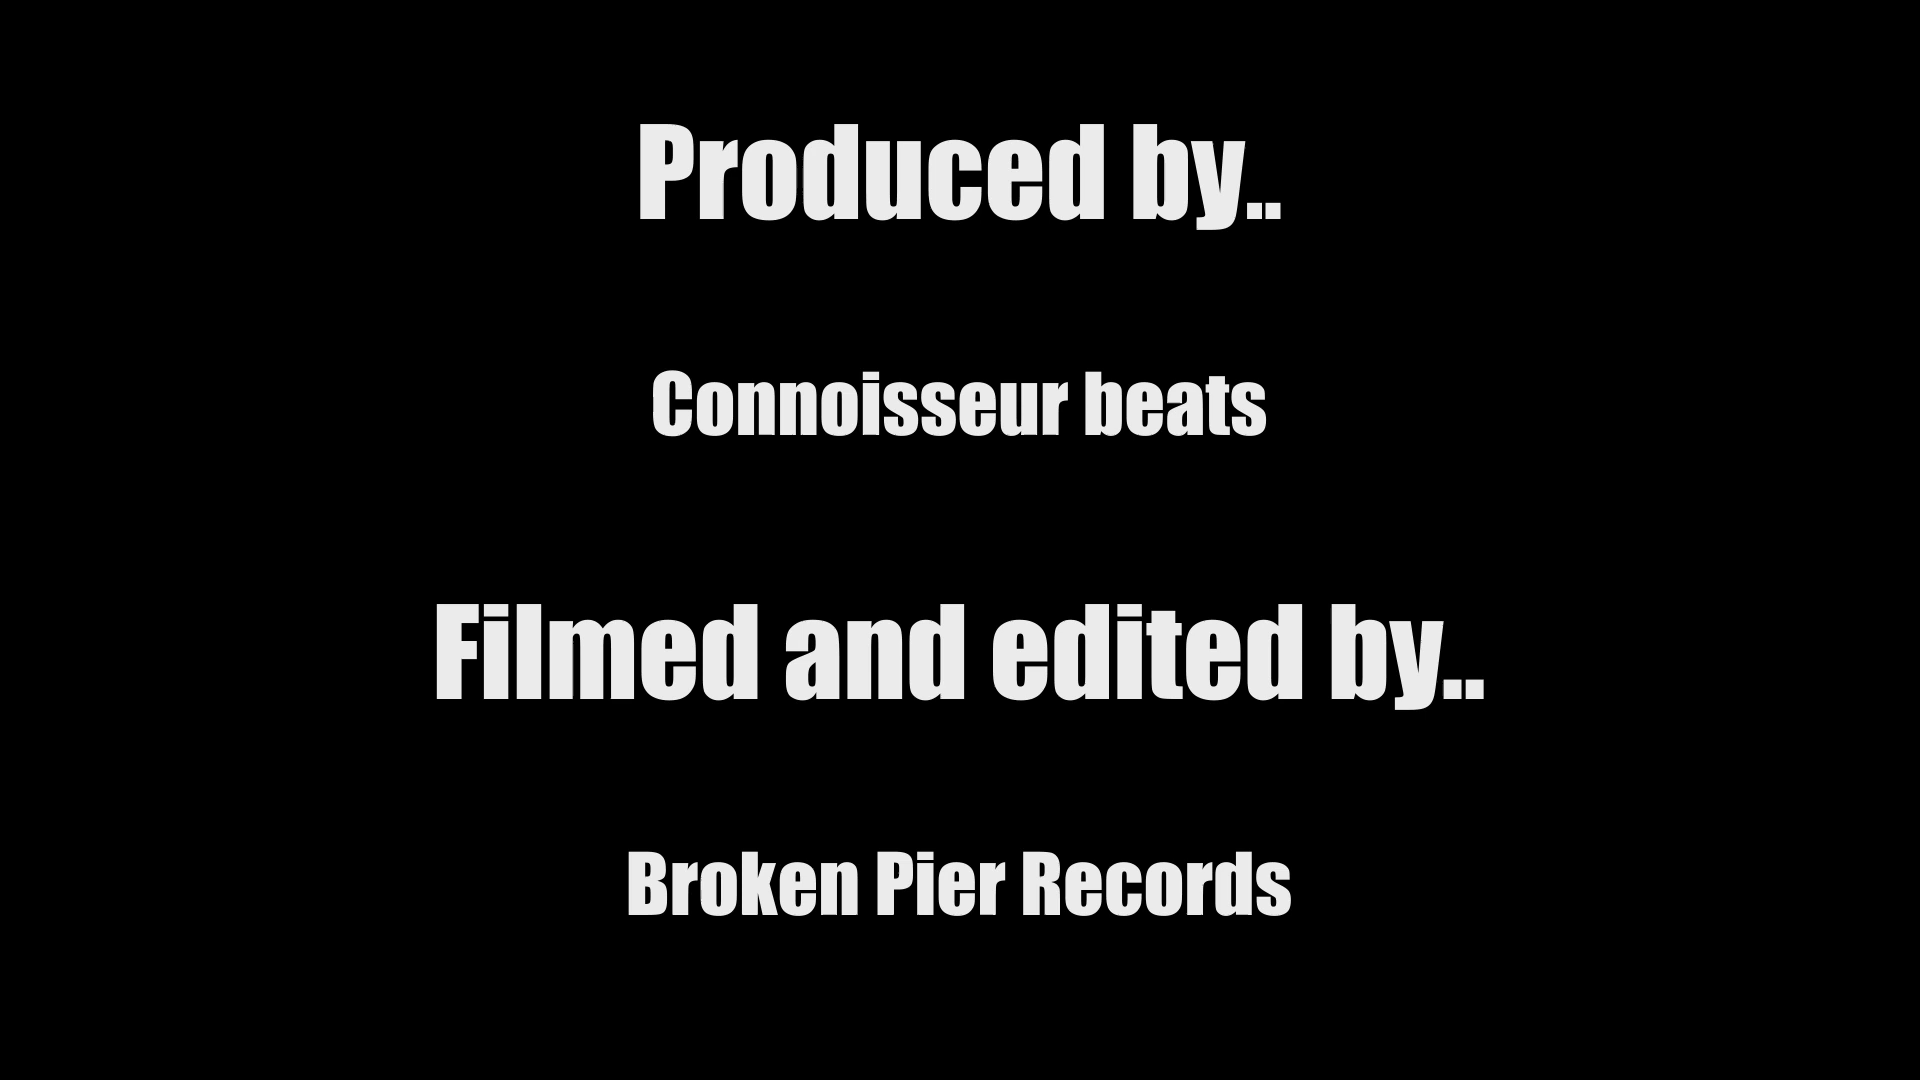 Produced by..
Connoisseur beats
Filmed and edited by..
Broken Pier Records